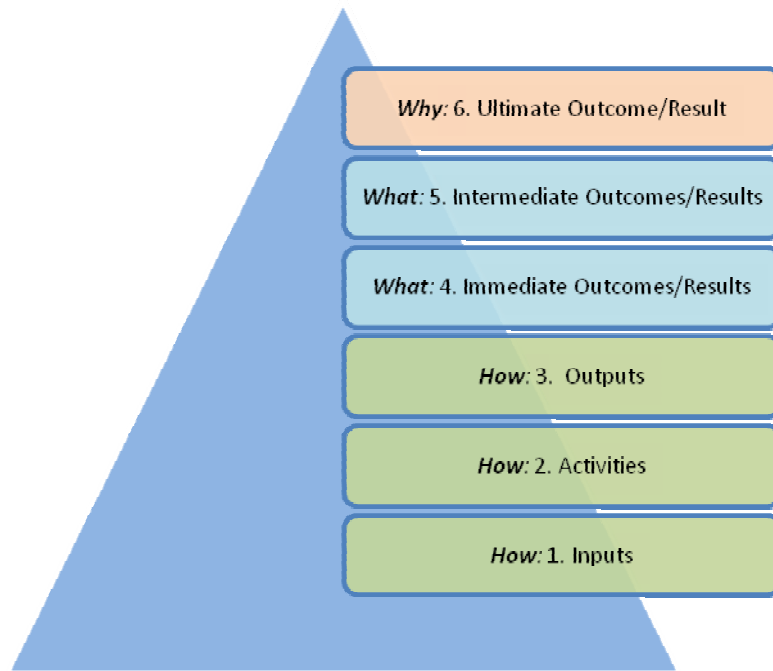 Why: 6. Ultimate Outcome/Result
What: 5. Intermediate Outcomes/Results
What: 4. Immediate Outcomes/Results
How: 3. Outputs
How: 2. Activities
How: 1. Inputs